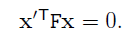 x′ᵀFx = 0.